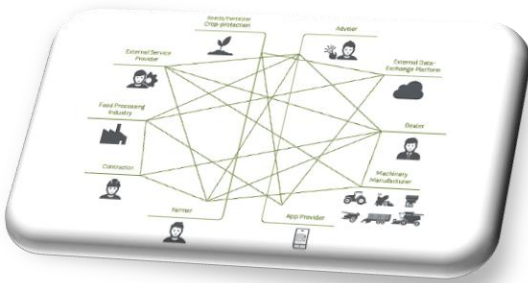 Seeds/Fertilizer
Crop-protection
Adviser
External Service
Provider
External Data-
Exchange Platform
Food Processing
Industry
Dealer
Contractor
Machinery
Manufacturer
Farmer
App Provider